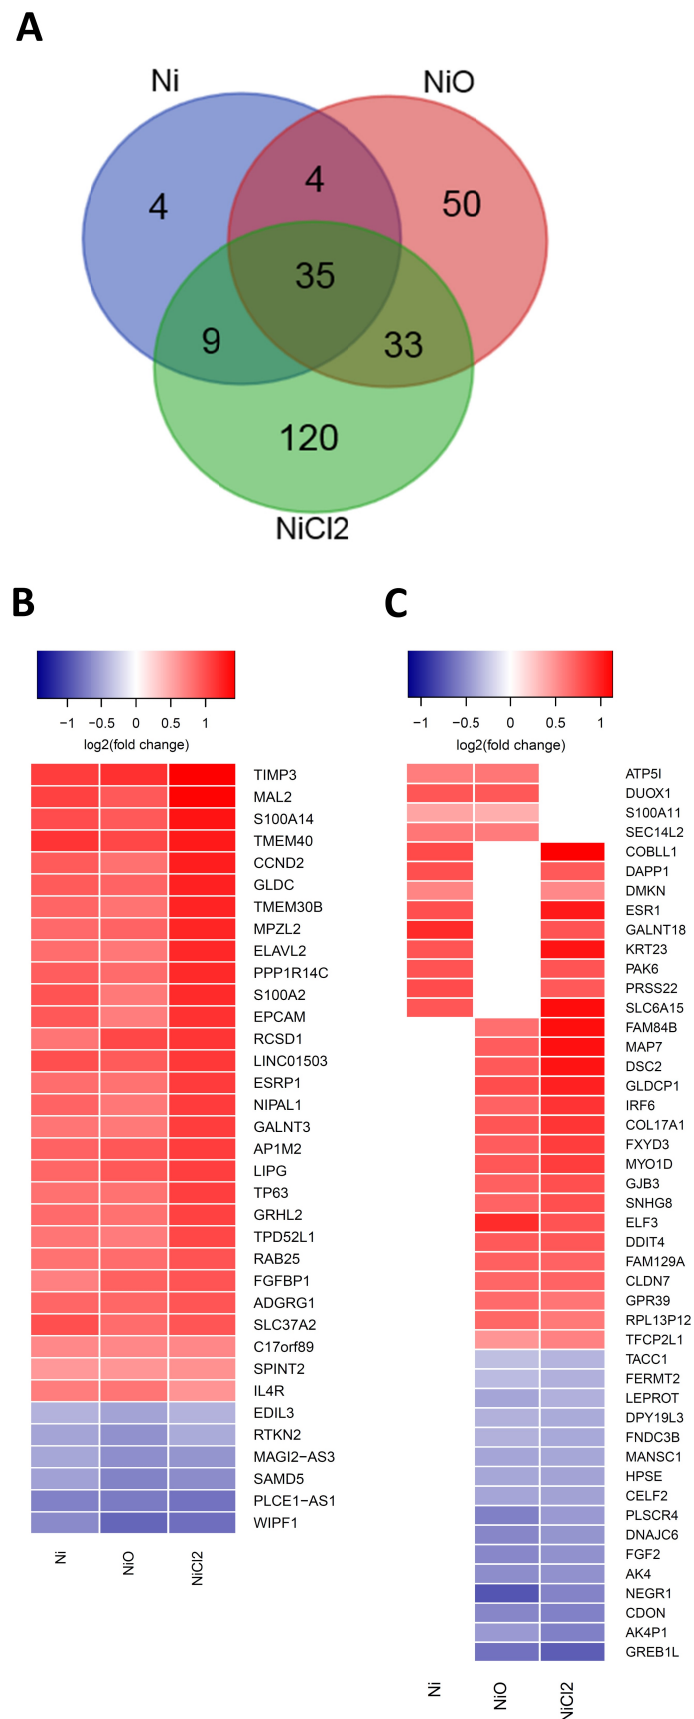 A
Ni
NiO
4
4
50
35
9
33
120
NiCl2
B
C
−1 −0.5 0 0.5 1
log2(fold change)
−1 −0.5 0 0.5 1
log2(fold change)
TIMP3
MAL2
S100A14
TMEM40
CCND2
GLDC
TMEM30B
MPZL2
ELAVL2
PPP1R14C
S100A2
EPCAM
RCSD1
LINC01503
ESRP1
NIPAL1
GALNT3
AP1M2
LIPG
TP63
GRHL2
TPD52L1
RAB25
FGFBP1
ADGRG1
SLC37A2
C17orf89
SPINT2
IL4R
EDIL3
RTKN2
MAGI2−AS3
SAMD5
PLCE1−AS1
WIPF1
Ni
NiO
NiCl2
ATP5I
DUOX1
S100A11
SEC14L2
COBLL1
DAPP1
DMKN
ESR1
GALNT18
KRT23
PAK6
PRSS22
SLC6A15
FAM84B
MAP7
DSC2
GLDCP1
IRF6
COL17A1
FXYD3
MYO1D
GJB3
SNHG8
ELF3
DDIT4
FAM129A
CLDN7
GPR39
RPL13P12
TFCP2L1
TACC1
FERMT2
LEPROT
DPY19L3
FNDC3B
MANSC1
HPSE
CELF2
PLSCR4
DNAJC6
FGF2
AK4
NEGR1
CDON
AK4P1
GREB1L
Ni
NiO
NiCl2